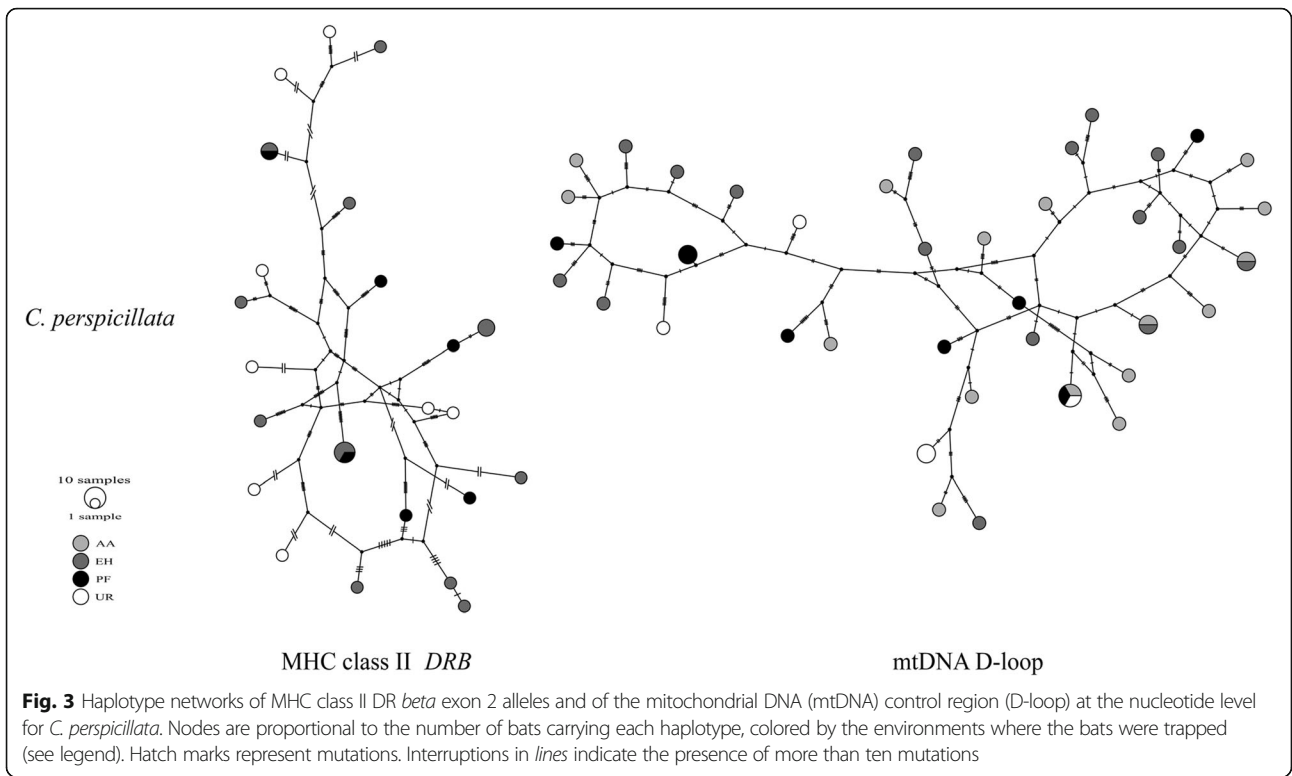 C. perspicillata
10 samples
1 sample
AA
EH
PF
UR
MHC class II DRB
mtDNA D-loop
Fig. 3 Haplotype networks of MHC class II DR beta exon 2 alleles and of the mitochondrial DNA (mtDNA) control region (D-loop) at the nucleotide level
for C. perspicillata. Nodes are proportional to the number of bats carrying each haplotype, colored by the environments where the bats were trapped
(see legend). Hatch marks represent mutations. Interruptions in lines indicate the presence of more than ten mutations